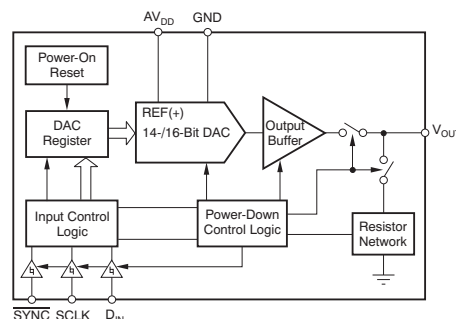 AVDD GND
Power-On
Reset
REF(+)
14-/16-Bit DAC
DAC
Register
Output
Buffer
VOUT
Input Control
Logic
Power-Down
Control Logic
Resistor
Network
SYNC SCLK DIN